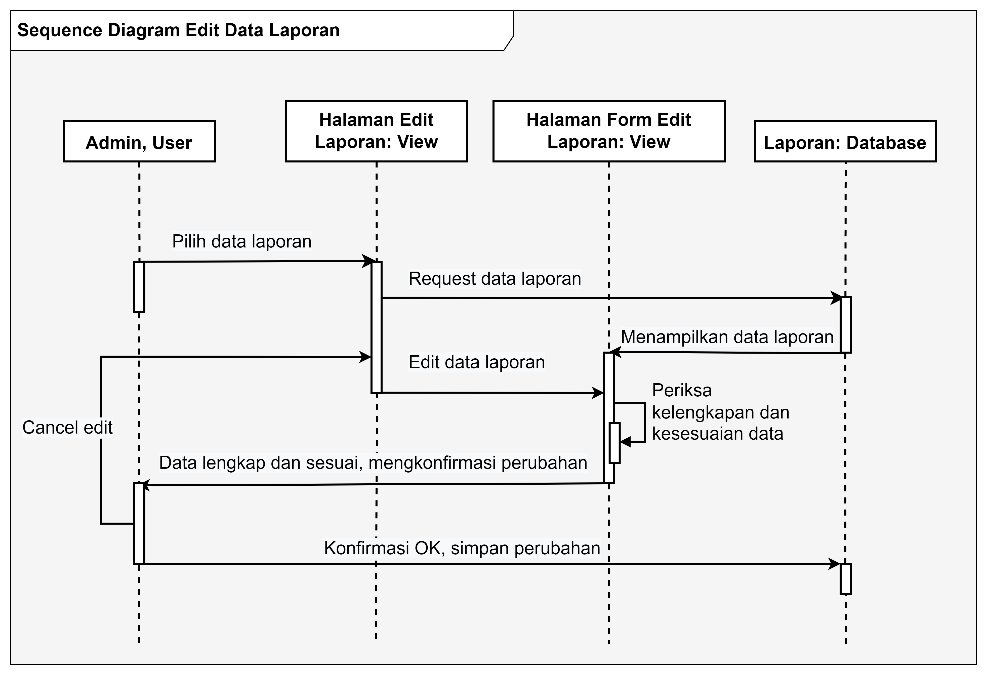 Sequence Diagram Edit Data Laporan
Admin, User
Halaman Edit
Laporan: View
Halaman Form Edit
Laporan: View
Laporan: Database
Pilih data laporan
Request data laporan
Menampilkan data laporan
Edit data laporan
Periksa
kelengkapan dan
kesesuaian data
Cancel edit
Data lengkap dan sesuai, mengkonfirmasi perubahan
Konfirmasi OK, simpan perubahan